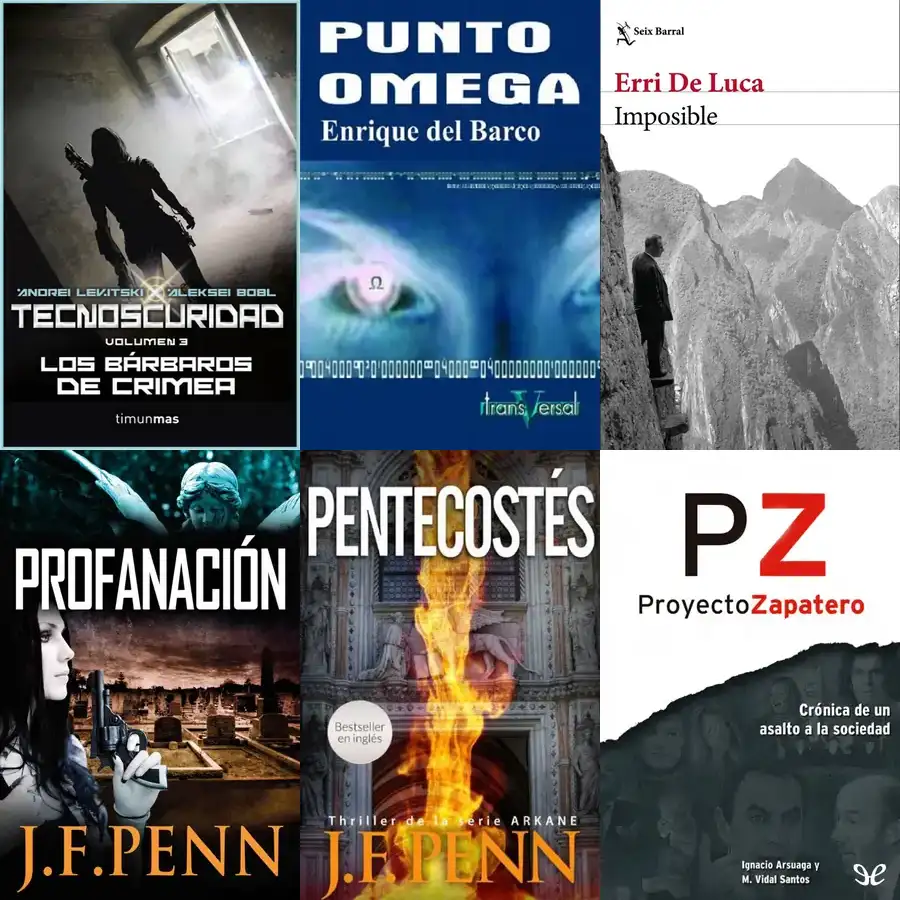 ANDREI LEVITSKI X ALEKSEI BOBL
TECNOSCURIDAD
VOLUMEN 3
LOS BÁRBAROS
DE CRIMEA
timunmas
PUNTO
OMEGA
Enrique del Barco
Ω
transVersal
Seix Barral
Erri De Luca
Imposible
PROFANACIÓN
J.F.PENN
PENTECOSTÉS
Bestseller
en inglés
Thriller de la serie ARKANE
J.F.PENN
PZ
ProyectoZapatero
Crónica de un
asalto a la sociedad
Ignacio Arsuaga y
M. Vidal Santos